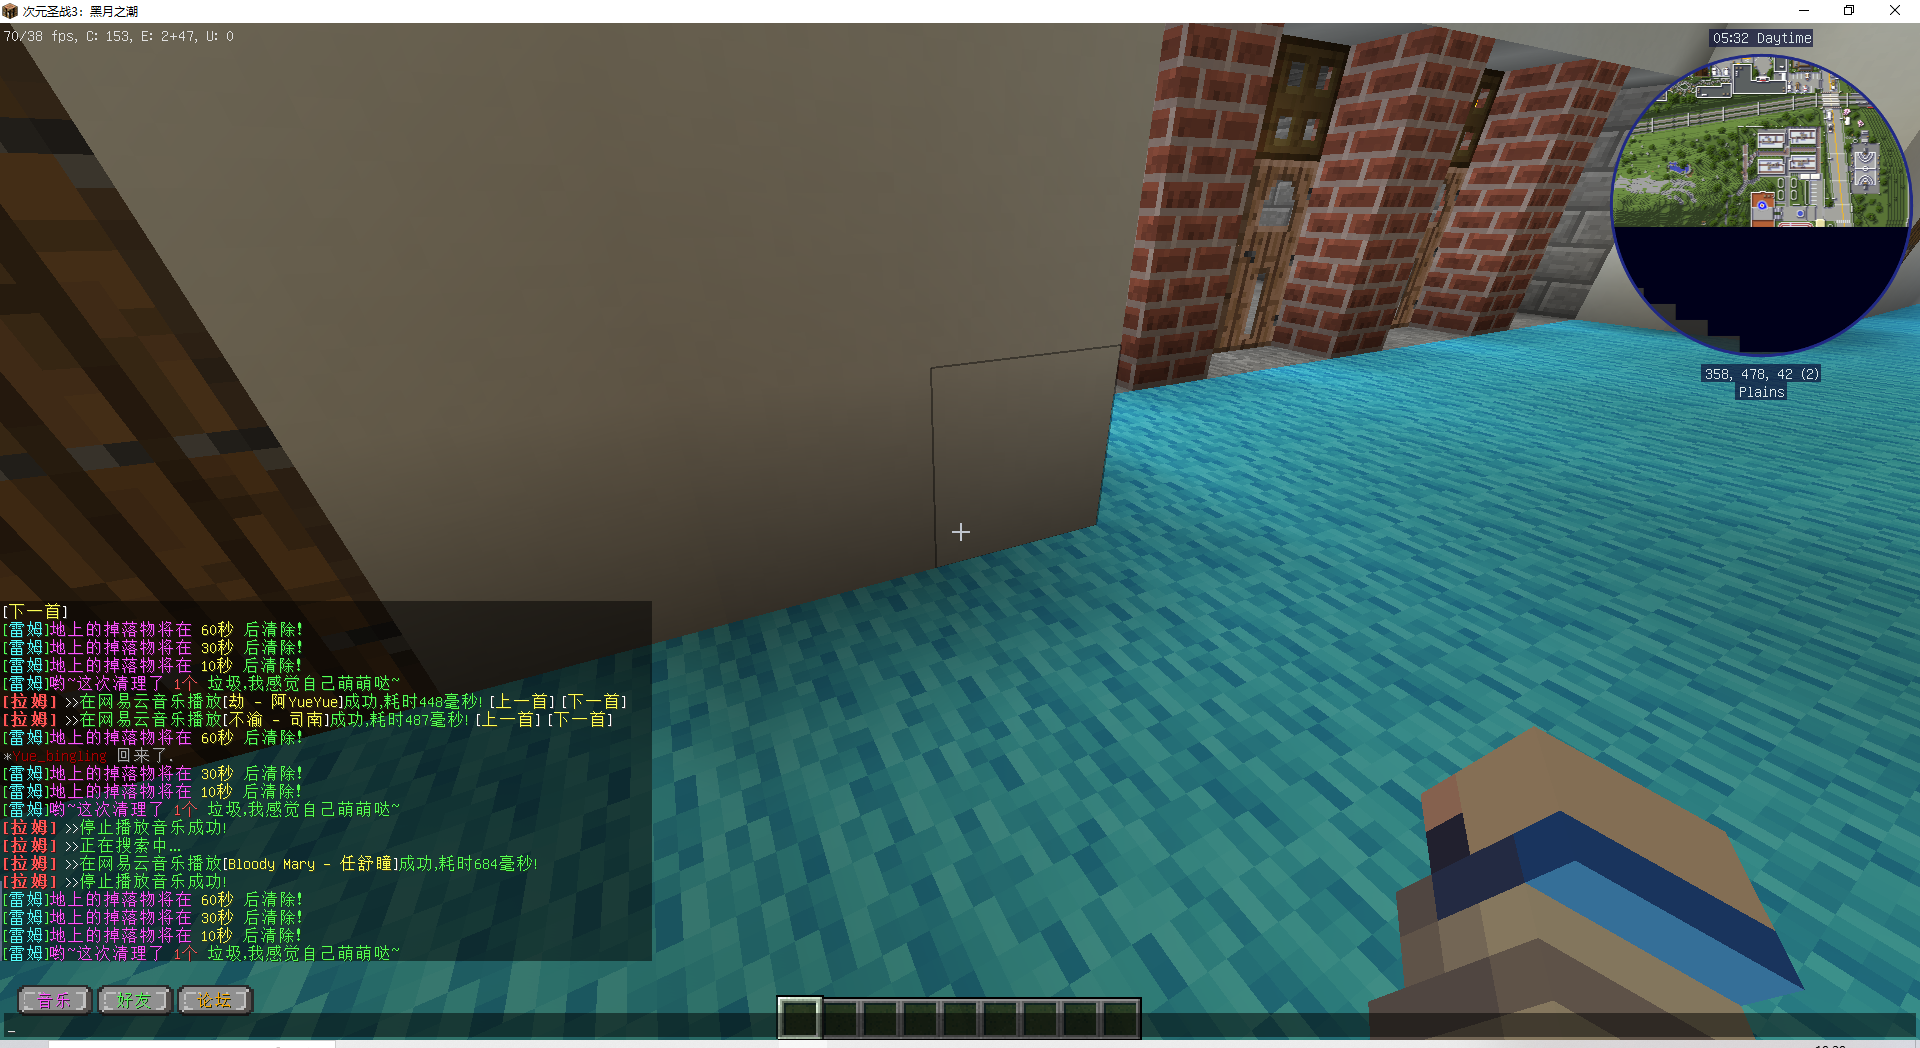 次元圣战3：黑月之潮
70/38 fps, C: 153, E: 2+47, U: 0
05:32 Daytime
358, 478, 42 (2)
Plains
[下一首]
[雷姆]地上的掉落物将在 60秒 后清除!
[雷姆]地上的掉落物将在 30秒 后清除!
[雷姆]地上的掉落物将在 10秒 后清除!
[雷姆]哟~这次清理了 1个 垃圾,我感觉自己萌萌哒~
[拉姆] >>在网易云音乐播放[劫 - 阿YueYue]成功,耗时448毫秒! [上一首] [下一首]
[拉姆] >>在网易云音乐播放[不渝 - 司南]成功,耗时487毫秒! [上一首] [下一首]
[雷姆]地上的掉落物将在 60秒 后清除!
*Yue_bingling 回来了.
[雷姆]地上的掉落物将在 30秒 后清除!
[雷姆]地上的掉落物将在 10秒 后清除!
[雷姆]哟~这次清理了 1个 垃圾,我感觉自己萌萌哒~
[拉姆] >>停止播放音乐成功!
[拉姆] >>正在搜索中...
[拉姆] >>在网易云音乐播放[Bloody Mary - 任舒瞳]成功,耗时684毫秒!
[拉姆] >>停止播放音乐成功!
[雷姆]地上的掉落物将在 60秒 后清除!
[雷姆]地上的掉落物将在 30秒 后清除!
[雷姆]地上的掉落物将在 10秒 后清除!
[雷姆]哟~这次清理了 1个 垃圾,我感觉自己萌萌哒~
[音乐] [好友] [论坛]
_